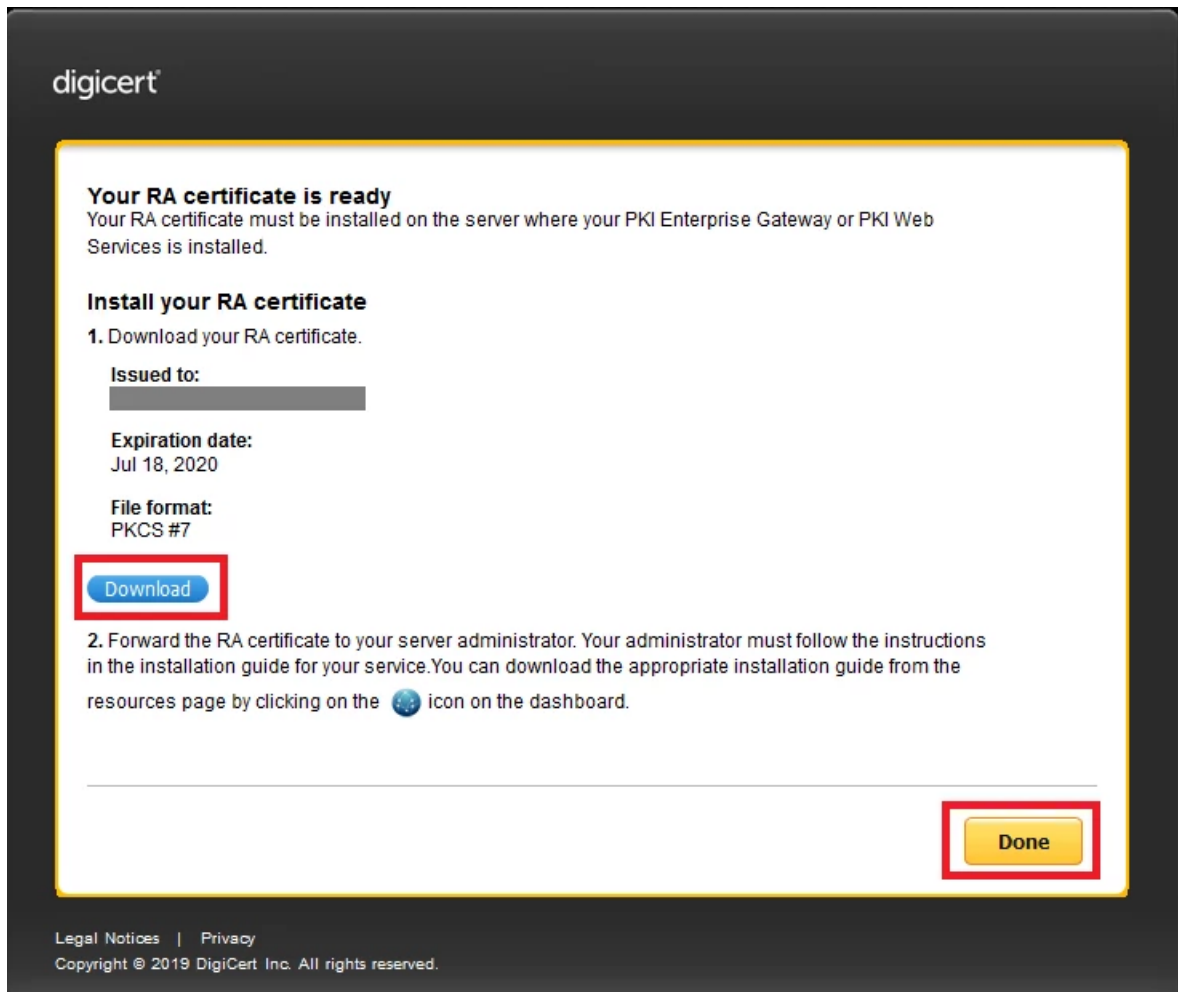 digicert®
Your RA certificate is ready
Your RA certificate must be installed on the server where your PKI Enterprise Gateway or PKI Web
Services is installed.
Install your RA certificate
1. Download your RA certificate.
Issued to:
Expiration date:
Jul 18, 2020
File format:
PKCS #7
Download
2. Forward the RA certificate to your server administrator. Your administrator must follow the instructions
in the installation guide for your service.You can download the appropriate installation guide from the
resources page by clicking on the icon on the dashboard.
Done
Legal Notices | Privacy
Copyright © 2019 DigiCert Inc. All rights reserved.